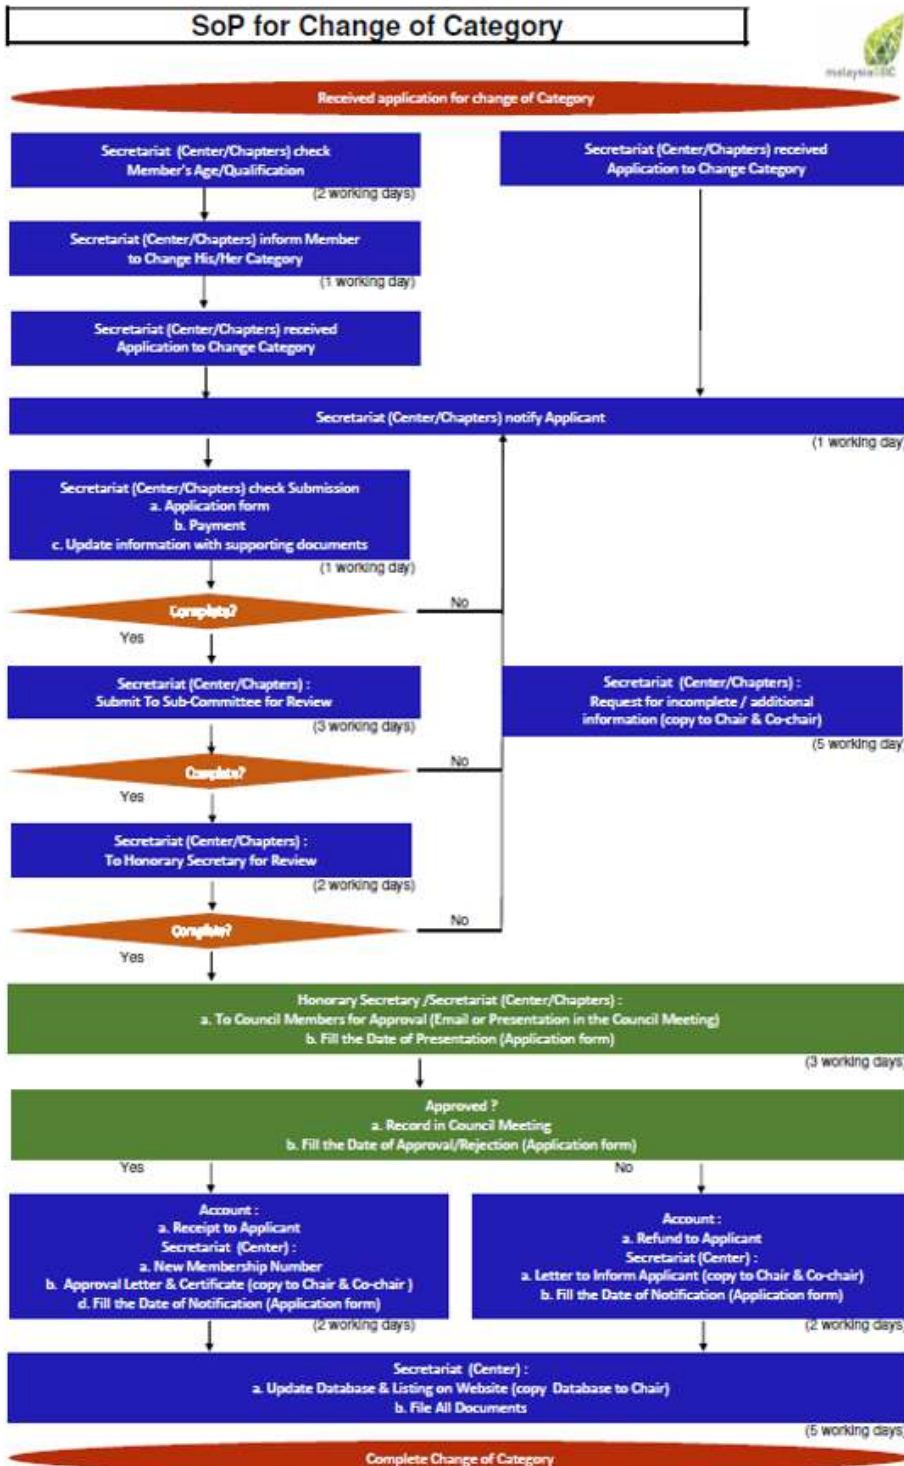 SoP for Change of Category
malaysiaGBC
Received application for change of Category
Secretariat (Center/Chapters) check
Member's Age/Qualification
(2 working days)
Secretariat (Center/Chapters) received
Application to Change Category
Secretariat (Center/Chapters) inform Member
to Change His/Her Category
(1 working day)
Secretariat (Center/Chapters) received
Application to Change Category
Secretariat (Center/Chapters) notify Applicant
(1 working day)
Secretariat (Center/Chapters) check Submission
a. Application form
b. Payment
c. Update information with supporting documents
(1 working day)
Complete?
No
Yes
Secretariat (Center/Chapters) :
Submit To Sub-Committee for Review
(3 working days)
Secretariat (Center/Chapters) :
Request for incomplete / additional
information (copy to Chair & Co-chair)
(5 working day)
Complete?
No
Yes
Secretariat (Center/Chapters) :
To Honorary Secretary for Review
(2 working days)
Complete?
No
Yes
Honorary Secretary /Secretariat (Center/Chapters) :
a. To Council Members for Approval (Email or Presentation in the Council Meeting)
b. Fill the Date of Presentation (Application form)
(3 working days)
Approved ?
a. Record in Council Meeting
b. Fill the Date of Approval/Rejection (Application form)
Yes
No
Account :
a. Receipt to Applicant
Secretariat (Center) :
a. New Membership Number
b. Approval Letter & Certificate (copy to Chair & Co-chair )
d. Fill the Date of Notification (Application form)
(2 working days)
Account :
a. Refund to Applicant
Secretariat (Center) :
a. Letter to Inform Applicant (copy to Chair & Co-chair)
b. Fill the Date of Notification (Application form)
(2 working days)
Secretariat (Center) :
a. Update Database & Listing on Website (copy Database to Chair)
b. File All Documents
(5 working days)
Complete Change of Category